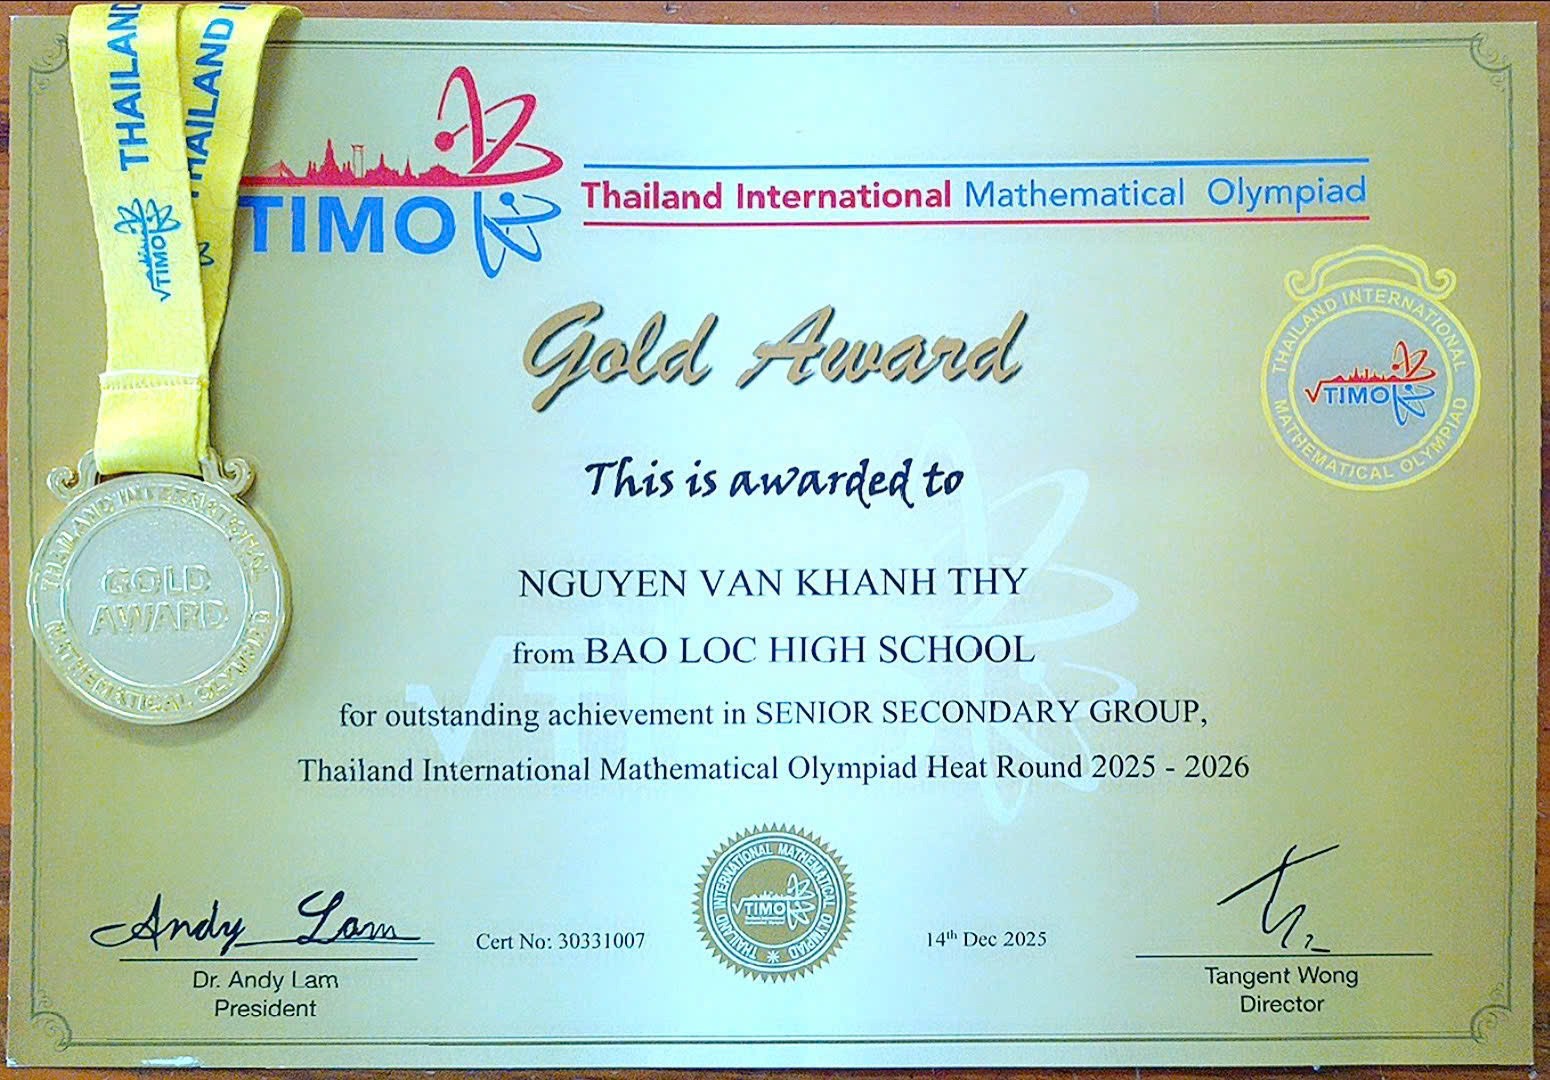 THAILAND
THAILAND I
TIMO
TIMO
Thailand International Mathematical Olympiad
Gold Award
THAILAND INTERNATIONAL
MATHEMATICAL OLYMPIAD
TIMO
This is awarded to
THAILAND INTERNATIONAL
GOLD
AWARD
MATHEMATICAL OLYMPIAD
NGUYEN VAN KHANH THY
from BAO LOC HIGH SCHOOL
for outstanding achievement in SENIOR SECONDARY GROUP,
Thailand International Mathematical Olympiad Heat Round 2025 - 2026
THAILAND INTERNATIONAL MATHEMATICAL OLYMPIAD
TIMO
Andy Lam
Cert No: 30331007
14th Dec 2025
Dr. Andy Lam
President
Tangent Wong
Director